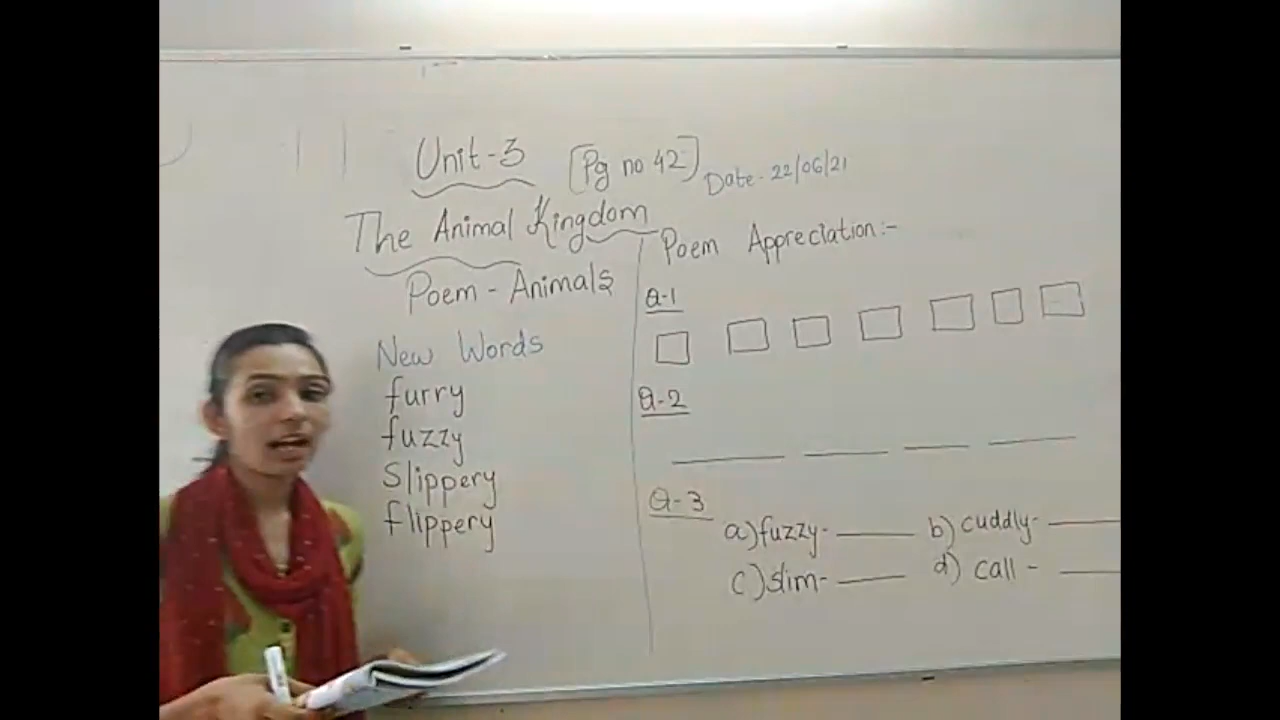 Unit-3 [Pg no 42] Date- 22/06/21
The Animal Kingdom
Poem - Animals
New Words
furry
fuzzy
Slippery
flippery
Poem Appreciation:-
Q-1
Q-2
Q-3
a) fuzzy- b) cuddly-
c) slim- d) call -